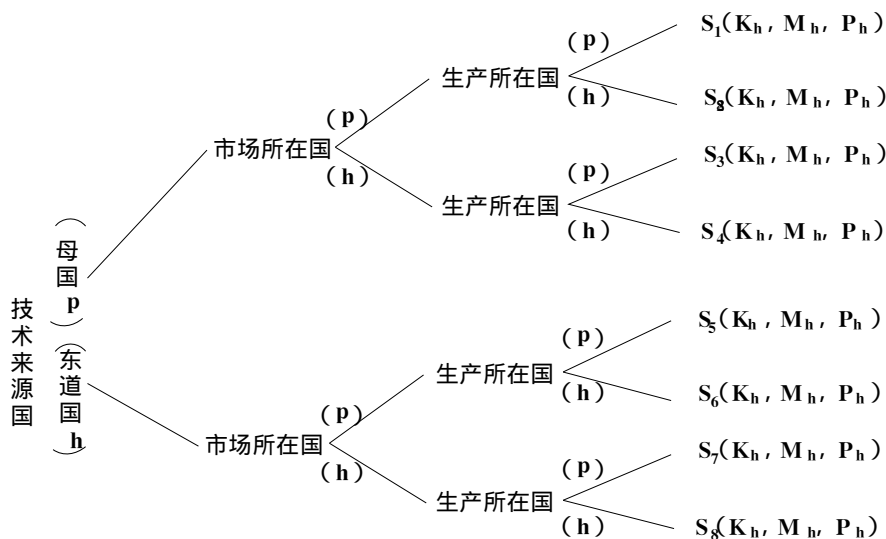 技术来源国
(母国p)
(东道国h)
市场所在国
(p)
(h)
生产所在国
(p)
(h)
S₁(Kₕ, Mₕ, Pₕ)
S₂(Kₕ, Mₕ, Pₕ)
生产所在国
(p)
(h)
S₃(Kₕ, Mₕ, Pₕ)
S₄(Kₕ, Mₕ, Pₕ)
市场所在国
(p)
(h)
生产所在国
(p)
(h)
S₅(Kₕ, Mₕ, Pₕ)
S₆(Kₕ, Mₕ, Pₕ)
生产所在国
(p)
(h)
S₇(Kₕ, Mₕ, Pₕ)
S₈(Kₕ, Mₕ, Pₕ)